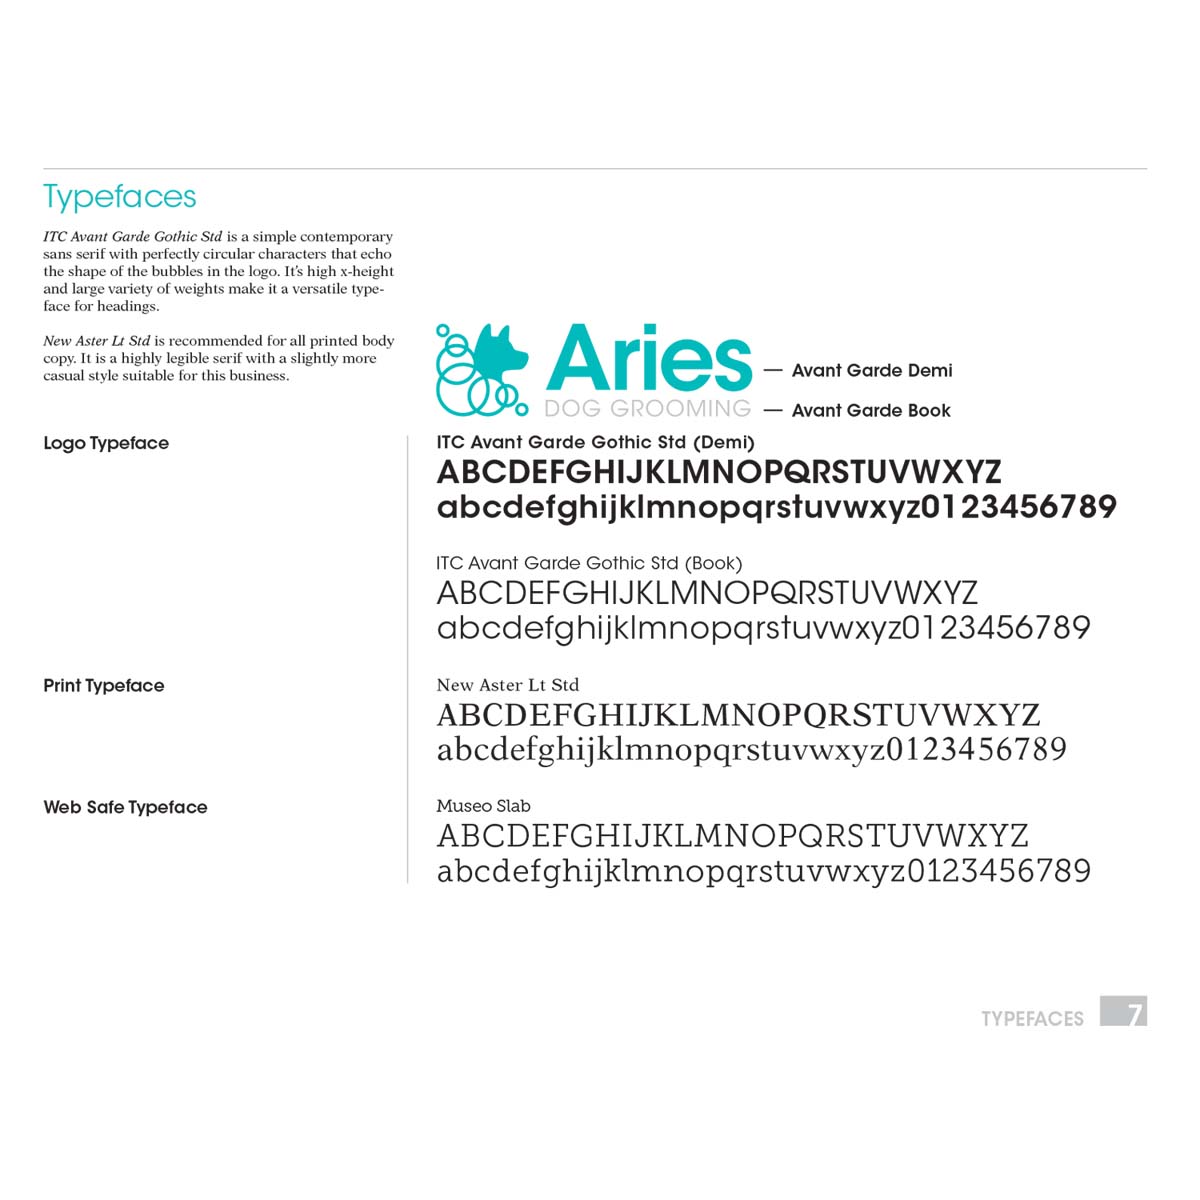 Typefaces
ITC Avant Garde Gothic Std is a simple contemporary
sans serif with perfectly circular characters that echo
the shape of the bubbles in the logo. It's high x-height
and large variety of weights make it a versatile type-
face for headings.
New Aster Lt Std is recommended for all printed body
copy. It is a highly legible serif with a slightly more
casual style suitable for this business.
Aries
— Avant Garde Demi
DOG GROOMING
— Avant Garde Book
Logo Typeface
ITC Avant Garde Gothic Std (Demi)
ABCDEFGHIJKLMNOPQRSTUVWXYZ
abcdefghijklmnopqrstuvwxyz0123456789
ITC Avant Garde Gothic Std (Book)
ABCDEFGHIJKLMNOPQRSTUVWXYZ
abcdefghijklmnopqrstuvwxyz0123456789
Print Typeface
New Aster Lt Std
ABCDEFGHIJKLMNOPQRSTUVWXYZ
abcdefghijklmnopqrstuvwxyz0123456789
Web Safe Typeface
Museo Slab
ABCDEFGHIJKLMNOPQRSTUVWXYZ
abcdefghijklmnopqrstuvwxyz0123456789
TYPEFACES 7